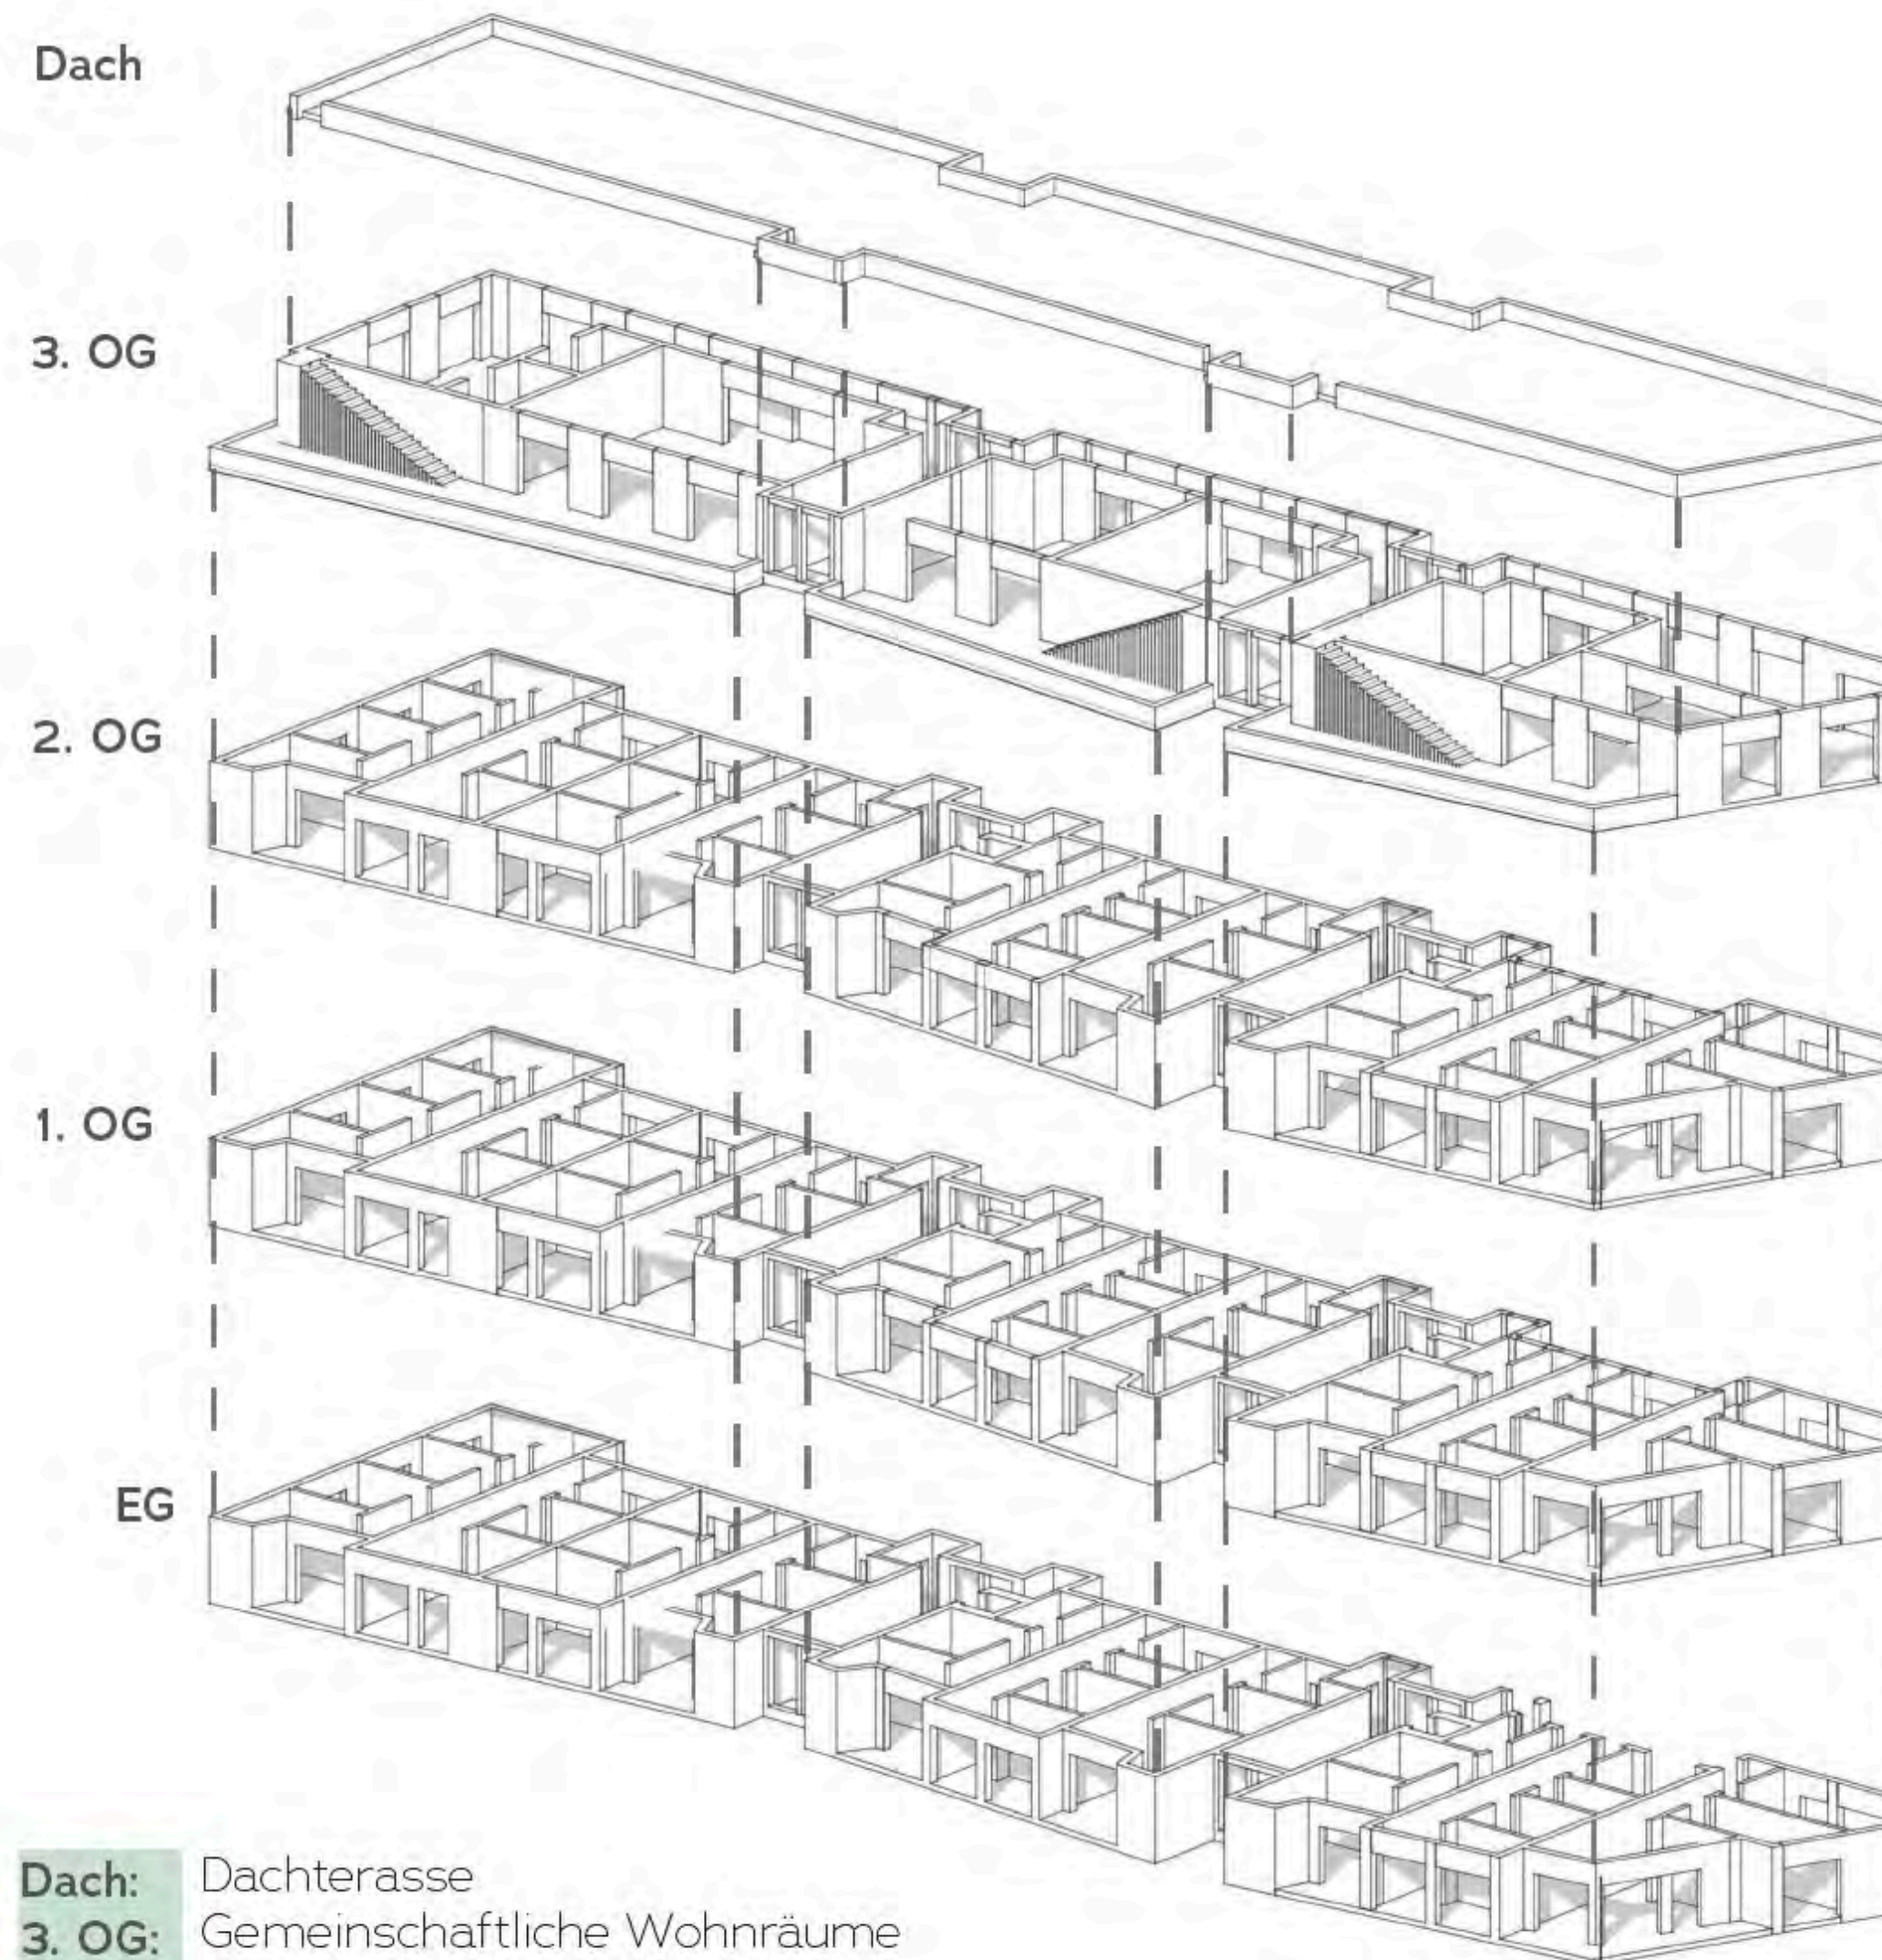 Dach
3. OG
2. OG
1. OG
EG
Dach: Dachterasse
3. OG: Gemeinschaftliche Wohnräume